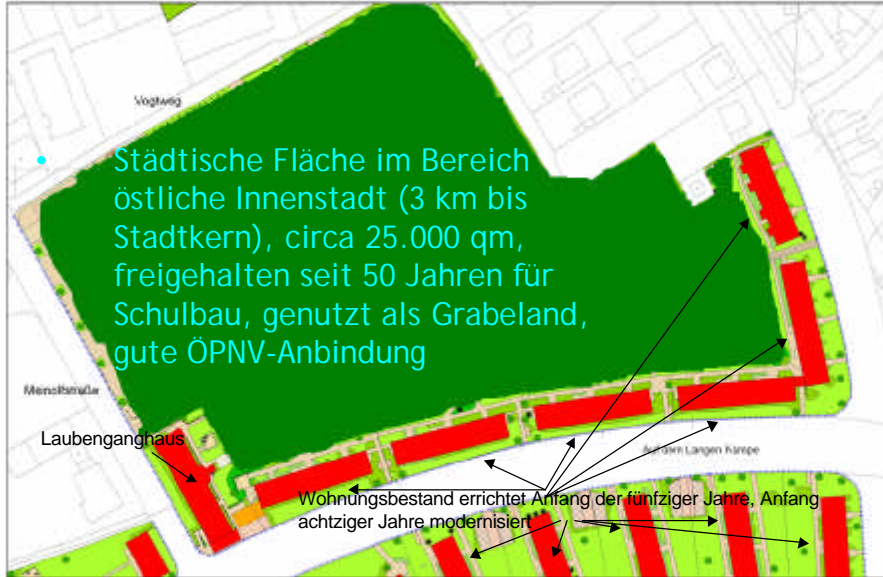 Vogtweg
• Städtische Fläche im Bereich
östliche Innenstadt (3 km bis
Stadtkern), circa 25.000 qm,
freigehalten seit 50 Jahren für
Schulbau, genutzt als Grabeland,
gute ÖPNV-Anbindung
Meinolfstraße
Laubenganghaus
Auf dem Langen Kampe
Wohnungsbestand errichtet Anfang der fünfziger Jahre, Anfang
achtziger Jahre modernisiert